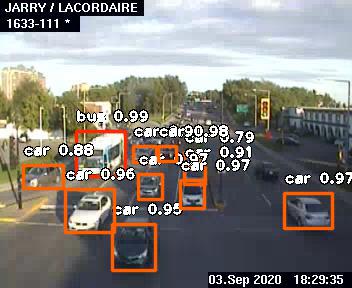 JARRY / LACORDAIRE
1633-111 *
bus 0.99
car 0.98
car 0.79
car 0.88
car 0.91
car 0.97
car 0.96
car 0.97
car 0.95
03.Sep 2020 18:29:35